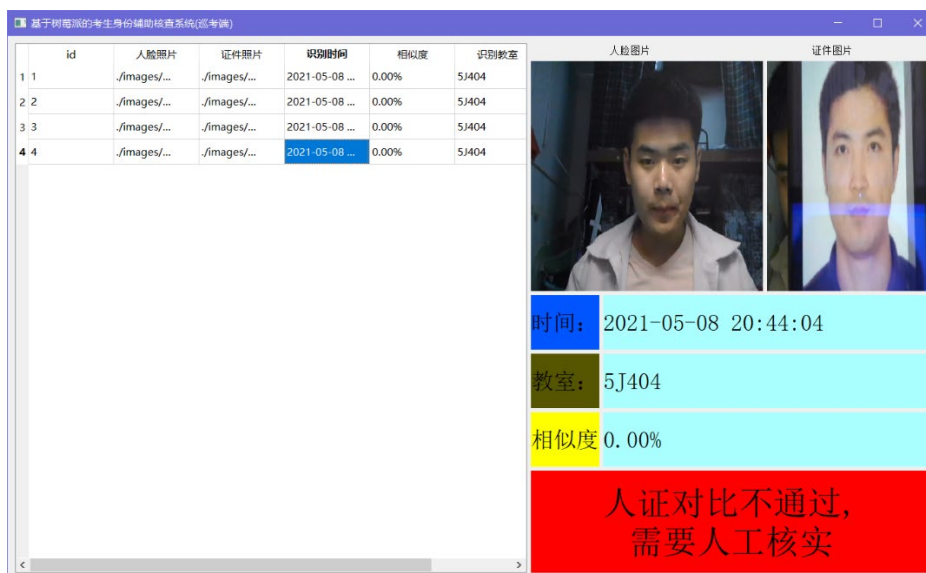 基于树莓派的考生身份辅助核查系统(巡考端)
id 人脸照片 证件照片 识别时间 相似度 识别教室
1 1 ./images/... ./images/... 2021-05-08 ... 0.00% 5J404
2 2 ./images/... ./images/... 2021-05-08 ... 0.00% 5J404
3 3 ./images/... ./images/... 2021-05-08 ... 0.00% 5J404
4 4 ./images/... ./images/... 2021-05-08 ... 0.00% 5J404
人脸图片 证件图片
时间： 2021-05-08 20:44:04
教室： 5J404
相似度 0.00%
人证对比不通过，
需要人工核实